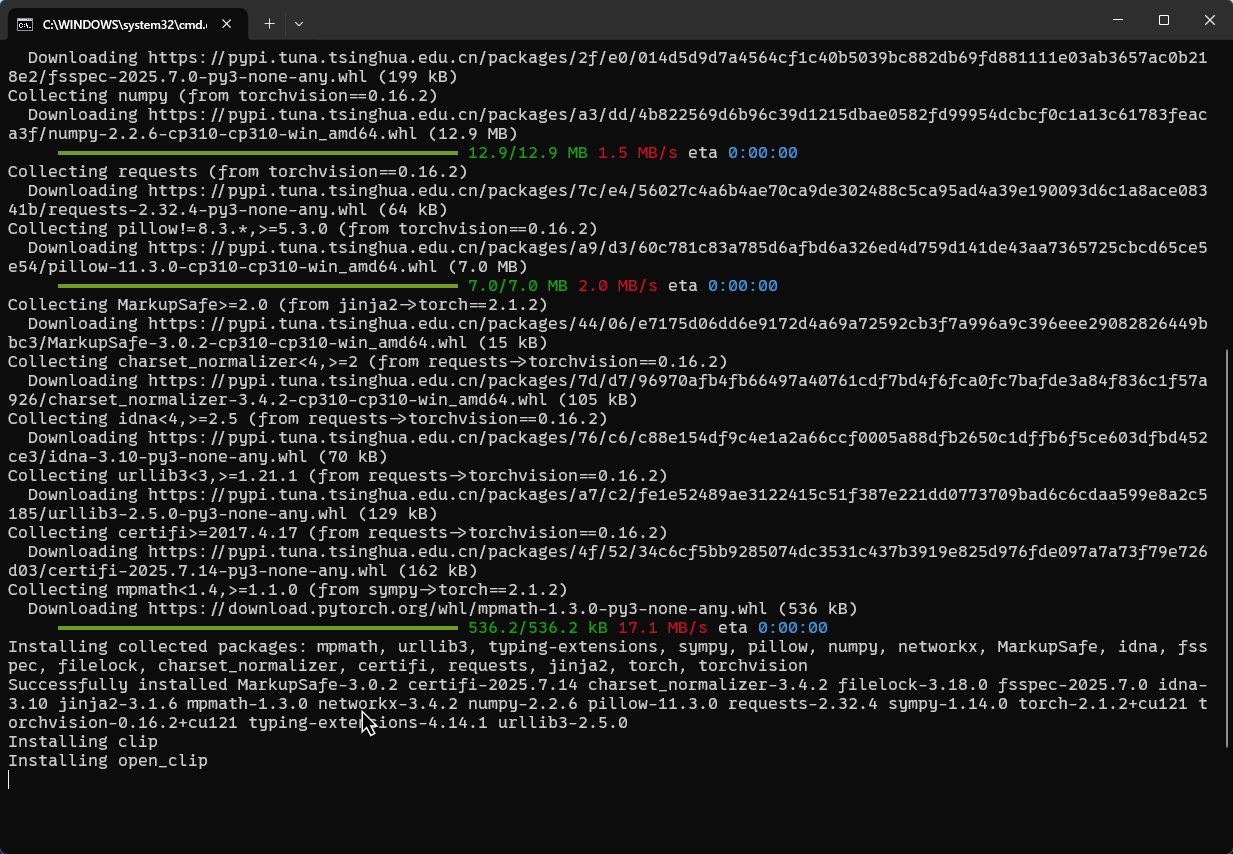 C:\WINDOWS\system32\cmd.
  Downloading https://pypi.tuna.tsinghua.edu.cn/packages/2f/e0/014d5d9d7a4564cf1c40b5039bc882db69fd881111e03ab3657ac0b21
8e2/fsspec-2025.7.0-py3-none-any.whl (199 kB)
Collecting numpy (from torchvision==0.16.2)
  Downloading https://pypi.tuna.tsinghua.edu.cn/packages/a3/dd/4b822569d6b96c39d1215dbae0582fd99954dcbcf0c1a13c61783feac
a3f/numpy-2.2.6-cp310-cp310-win_amd64.whl (12.9 MB)
12.9/12.9 MB 1.5 MB/s eta 0:00:00
Collecting requests (from torchvision==0.16.2)
  Downloading https://pypi.tuna.tsinghua.edu.cn/packages/7c/e4/56027c4a6b4ae70ca9de302488c5ca95ad4a39e190093d6c1a8ace083
41b/requests-2.32.4-py3-none-any.whl (64 kB)
Collecting pillow!=8.3.*,>=5.3.0 (from torchvision==0.16.2)
  Downloading https://pypi.tuna.tsinghua.edu.cn/packages/a9/d3/60c781c83a785d6afbd6a326ed4d759d141de43aa7365725cbcd65ce5
e54/pillow-11.3.0-cp310-cp310-win_amd64.whl (7.0 MB)
7.0/7.0 MB 2.0 MB/s eta 0:00:00
Collecting MarkupSafe>=2.0 (from jinja2->torch==2.1.2)
  Downloading https://pypi.tuna.tsinghua.edu.cn/packages/44/06/e7175d06dd6e9172d4a69a72592cb3f7a996a9c396eee29082826449b
bc3/MarkupSafe-3.0.2-cp310-cp310-win_amd64.whl (15 kB)
Collecting charset_normalizer<4,>=2 (from requests->torchvision==0.16.2)
  Downloading https://pypi.tuna.tsinghua.edu.cn/packages/7d/d7/96970afb4fb66497a40761cdf7bd4f6fca0fc7bafde3a84f836c1f57a
926/charset_normalizer-3.4.2-cp310-cp310-win_amd64.whl (105 kB)
Collecting idna<4,>=2.5 (from requests->torchvision==0.16.2)
  Downloading https://pypi.tuna.tsinghua.edu.cn/packages/76/c6/c88e154df9c4e1a2a66ccf0005a88dfb2650c1dffb6f5ce603dfbd452
ce3/idna-3.10-py3-none-any.whl (70 kB)
Collecting urllib3<3,>=1.21.1 (from requests->torchvision==0.16.2)
  Downloading https://pypi.tuna.tsinghua.edu.cn/packages/a7/c2/fe1e52489ae3122415c51f387e221dd0773709bad6c6cdaa599e8a2c5
185/urllib3-2.5.0-py3-none-any.whl (129 kB)
Collecting certifi>=2017.4.17 (from requests->torchvision==0.16.2)
  Downloading https://pypi.tuna.tsinghua.edu.cn/packages/4f/52/34c6cf5bb9285074dc3531c437b3919e825d976fde097a7a73f79e726
d03/certifi-2025.7.14-py3-none-any.whl (162 kB)
Collecting mpmath<1.4,>=1.1.0 (from sympy->torch==2.1.2)
  Downloading https://download.pytorch.org/whl/mpmath-1.3.0-py3-none-any.whl (536 kB)
536.2/536.2 kB 17.1 MB/s eta 0:00:00
Installing collected packages: mpmath, urllib3, typing-extensions, sympy, pillow, numpy, networkx, MarkupSafe, idna, fss
pec, filelock, charset_normalizer, certifi, requests, jinja2, torch, torchvision
Successfully installed MarkupSafe-3.0.2 certifi-2025.7.14 charset_normalizer-3.4.2 filelock-3.18.0 fsspec-2025.7.0 idna-
3.10 jinja2-3.1.6 mpmath-1.3.0 networkx-3.4.2 numpy-2.2.6 pillow-11.3.0 requests-2.32.4 sympy-1.14.0 torch-2.1.2+cu121 t
orchvision-0.16.2+cu121 typing-extensions-4.14.1 urllib3-2.5.0
Installing clip
Installing open_clip